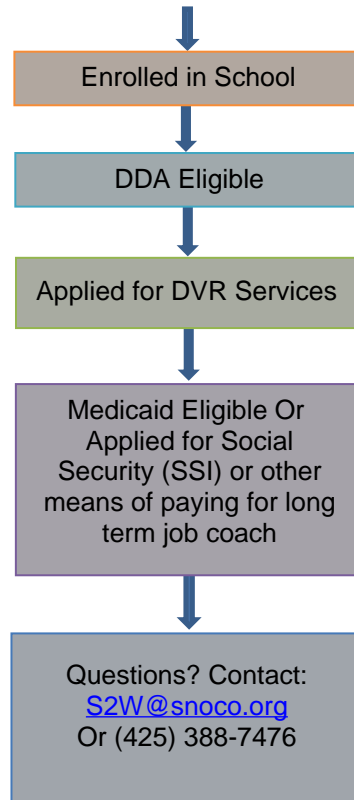 Enrolled in School
DDA Eligible
Applied for DVR Services
Medicaid Eligible Or
Applied for Social
Security (SSI) or other
means of paying for long
term job coach
Questions? Contact:
S2W@snoco.org
Or (425) 388-7476